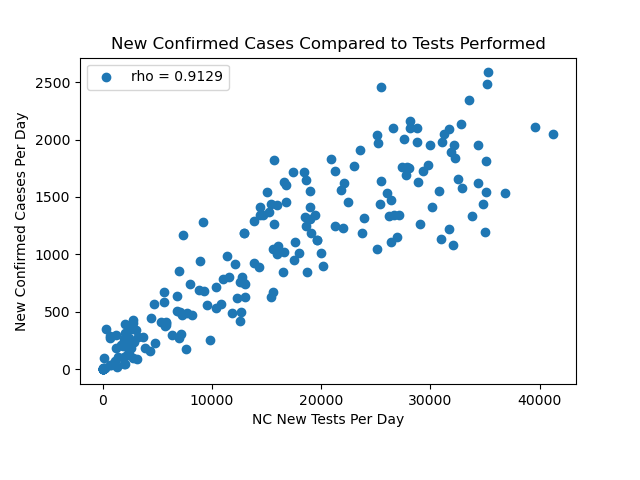 New Confirmed Cases Compared to Tests Performed
rho = 0.9129
New Confirmed Caeses Per Day
2500
2000
1500
1000
500
0
0 10000 20000 30000 40000
NC New Tests Per Day